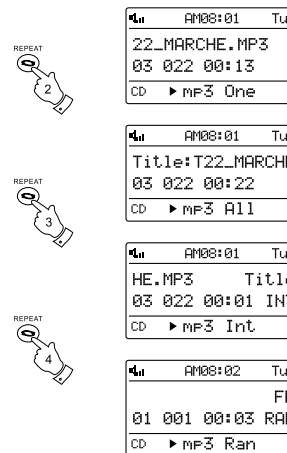 AM08:01 Tu
22_MARCHE.MP3
03 022 00:13
CD ▶ mp3 One
REPEAT
2
AM08:01 Tu
Title:T22_MARCHE
03 022 00:22
CD ▶ mp3 All
REPEAT
3
AM08:01 Tu
HE.MP3 Title
03 022 00:01 INT
CD ▶ mp3 Int
REPEAT
4
AM08:02 Tu
01 001 00:03 RAN
CD ▶ mp3 Ran